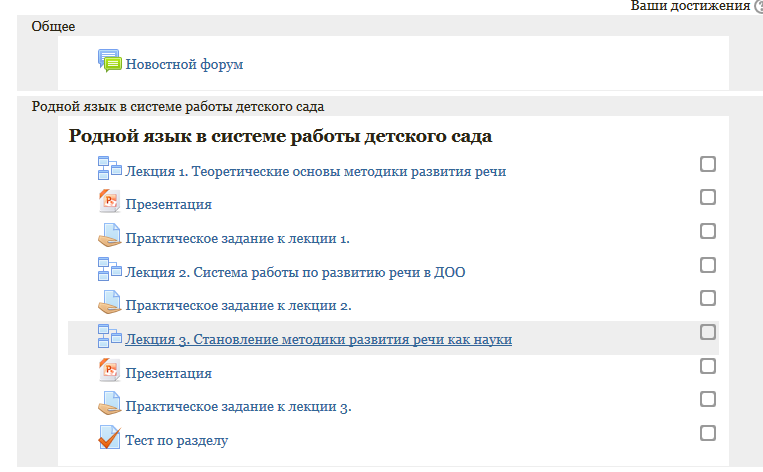 Ваши достижения
Общее
Новостной форум
Родной язык в системе работы детского сада
Родной язык в системе работы детского сада
Лекция 1. Теоретические основы методики развития речи
Презентация
Практическое задание к лекции 1.
Лекция 2. Система работы по развитию речи в ДОО
Практическое задание к лекции 2.
Лекция 3. Становление методики развития речи как науки
Презентация
Практическое задание к лекции 3.
Тест по разделу